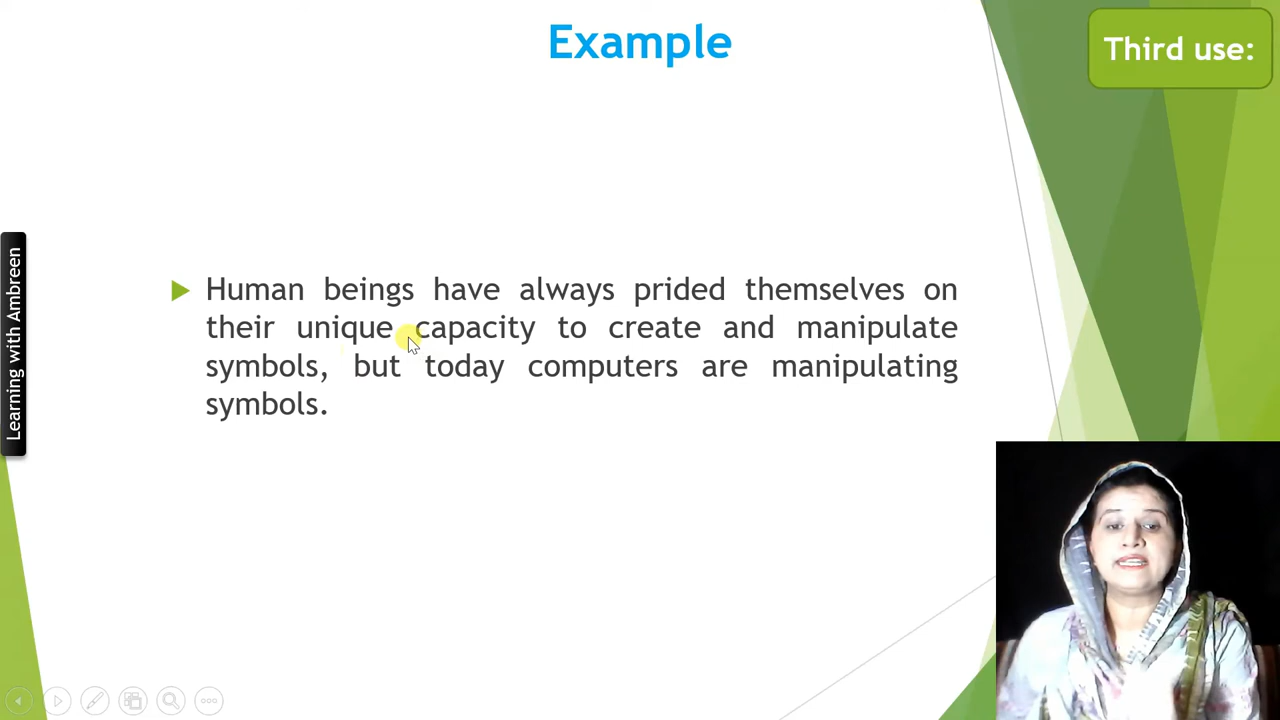 Example
Third use:
Learning with Ambreen
Human beings have always prided themselves on
their unique capacity to create and manipulate
symbols, but today computers are manipulating
symbols.